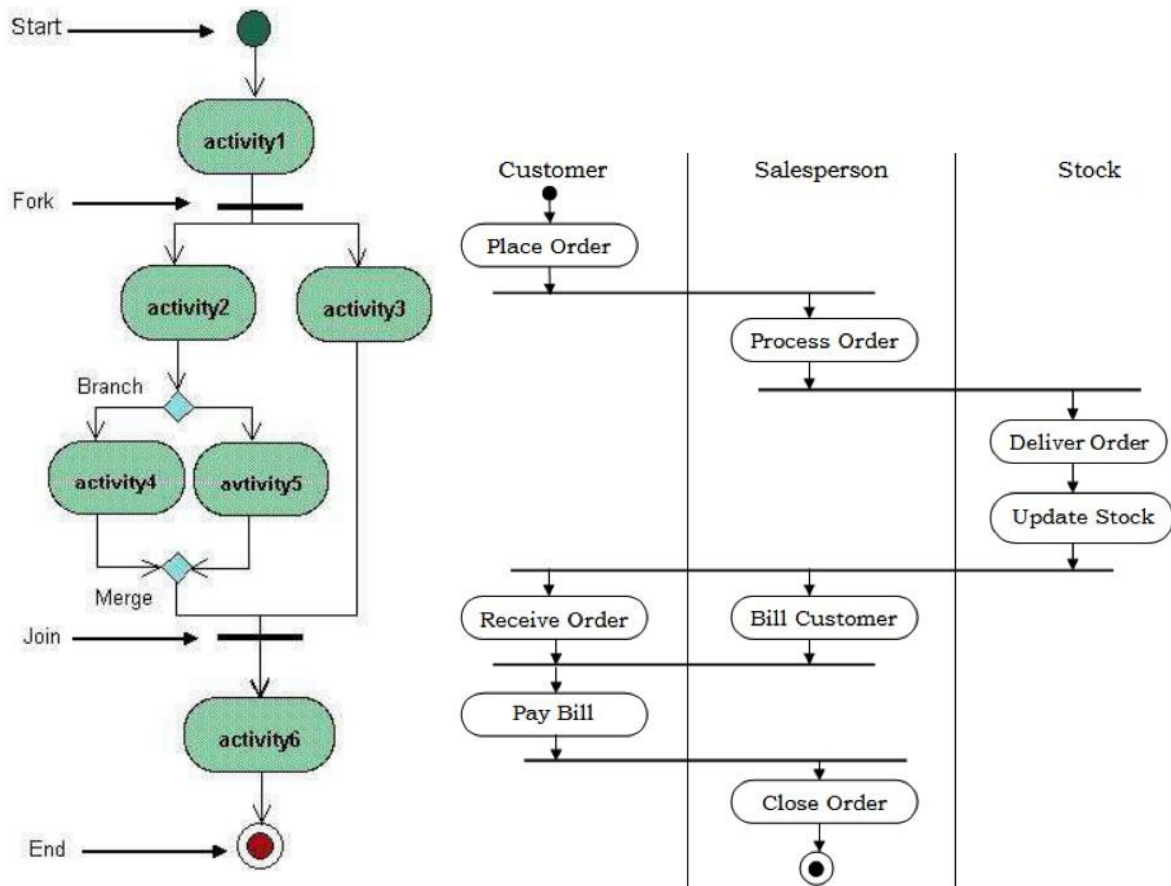 Start
activity1
Fork
activity2
activity3
Branch
activity4
avtivity5
Merge
Join
activity6
End
Customer
Salesperson
Stock
Place Order
Process Order
Deliver Order
Update Stock
Receive Order
Bill Customer
Pay Bill
Close Order